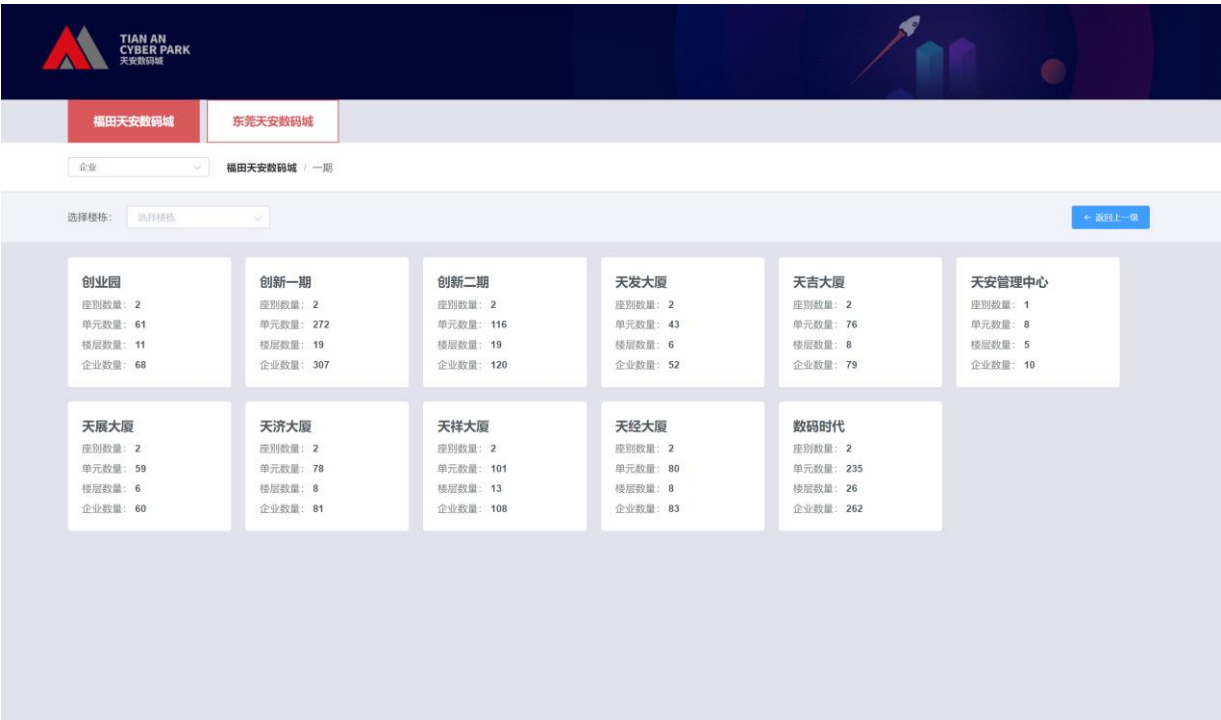 TIAN AN
CYBER PARK
天安数码城
福田天安数码城
东莞天安数码城
企业
福田天安数码城 / 一期
选择楼栋：
选择楼栋
← 返回上一级
创业园
座别数量：2
单元数量：61
楼层数量：11
企业数量：68
创新一期
座别数量：2
单元数量：272
楼层数量：19
企业数量：307
创新二期
座别数量：2
单元数量：116
楼层数量：19
企业数量：120
天发大厦
座别数量：2
单元数量：43
楼层数量：6
企业数量：52
天吉大厦
座别数量：2
单元数量：76
楼层数量：8
企业数量：79
天安管理中心
座别数量：1
单元数量：8
楼层数量：5
企业数量：10
天展大厦
座别数量：2
单元数量：59
楼层数量：6
企业数量：60
天济大厦
座别数量：2
单元数量：78
楼层数量：8
企业数量：81
天祥大厦
座别数量：2
单元数量：101
楼层数量：13
企业数量：108
天经大厦
座别数量：2
单元数量：80
楼层数量：8
企业数量：83
数码时代
座别数量：2
单元数量：235
楼层数量：26
企业数量：262